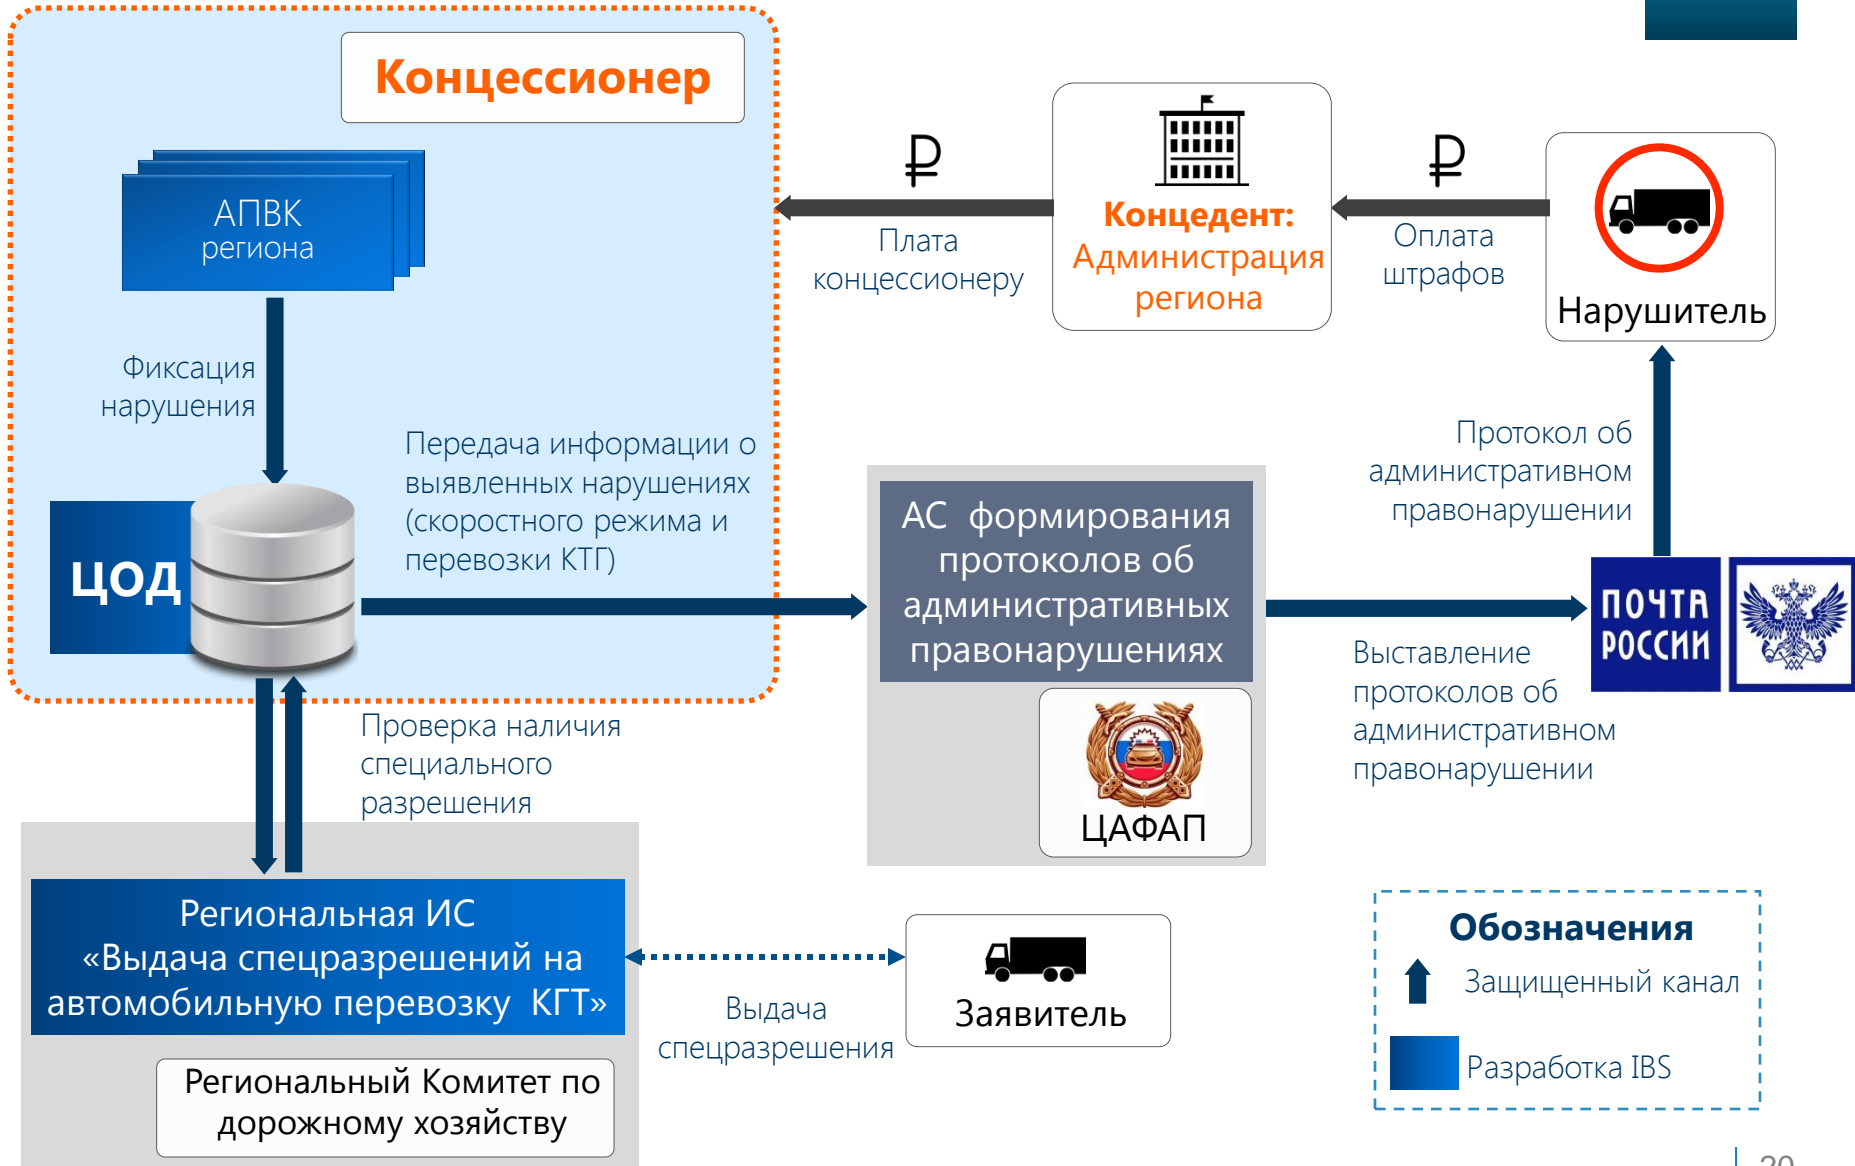 Концессионер
АПВК
региона
Фиксация
нарушения
Передача информации о
выявленных нарушениях
(скоростного режима и
перевозки КТГ)
ЦОД
Проверка наличия
специального
разрешения
Региональная ИС
«Выдача спецразрешений на
автомобильную перевозку КГТ»
Региональный Комитет по
дорожному хозяйству
Плата
концессионеру
Концедент:
Администрация
региона
Оплата
штрафов
Нарушитель
Протокол об
административном
правонарушении
АС формирования
протоколов об
административных
правонарушениях
ЦАФАП
ПОЧТА
РОССИИ
Выставление
протоколов об
административном
правонарушении
Выдача
спецразрешения
Заявитель
Обозначения
Защищенный канал
Разработка IBS